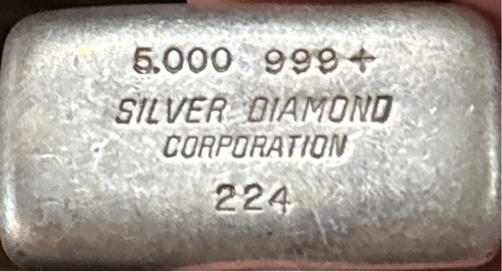 5.000 999+
SILVER DIAMOND
CORPORATION
224